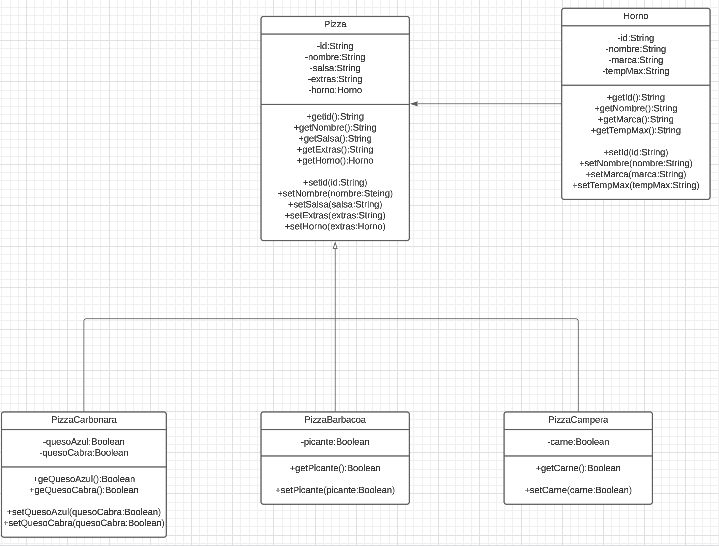 Pizza
-id:String
-nombre:String
-salsa:String
-extras:String
-horno:Horno
+getid():String
+getNombre():String
+getSalsa():String
+getExtras():String
+getHorno():Horno
+setid(id:String)
+setNombre(nombre:Steing)
+setSalsa(salsa:String)
+setExtras(extras:String)
+setHorno(extras:Horno)
Horno
-id:String
-nombre:String
-marca:String
-tempMax:String
+getId():String
+getNombre():String
+getMarca():String
+getTempMax():String
+setId(id:String)
+setNombre(nombre:String)
+setMarca(marca:String)
+setTempMax(tempMax:String)
PizzaCarbonara
-quesoAzul:Boolean
-quesoCabra:Boolean
+geQuesoAzul():Boolean
+geQuesoCabra():Boolean
+setQuesoAzul(quesoCabra:Boolean)
+setQuesoCabra(quesoCabra:Boolean)
PizzaBarbacoa
-picante:Boolean
+getPicante():Boolean
+setPicante(picante:Boolean)
PizzaCampera
-carne:Boolean
+getCarne():Boolean
+setCarne(carne:Boolean)